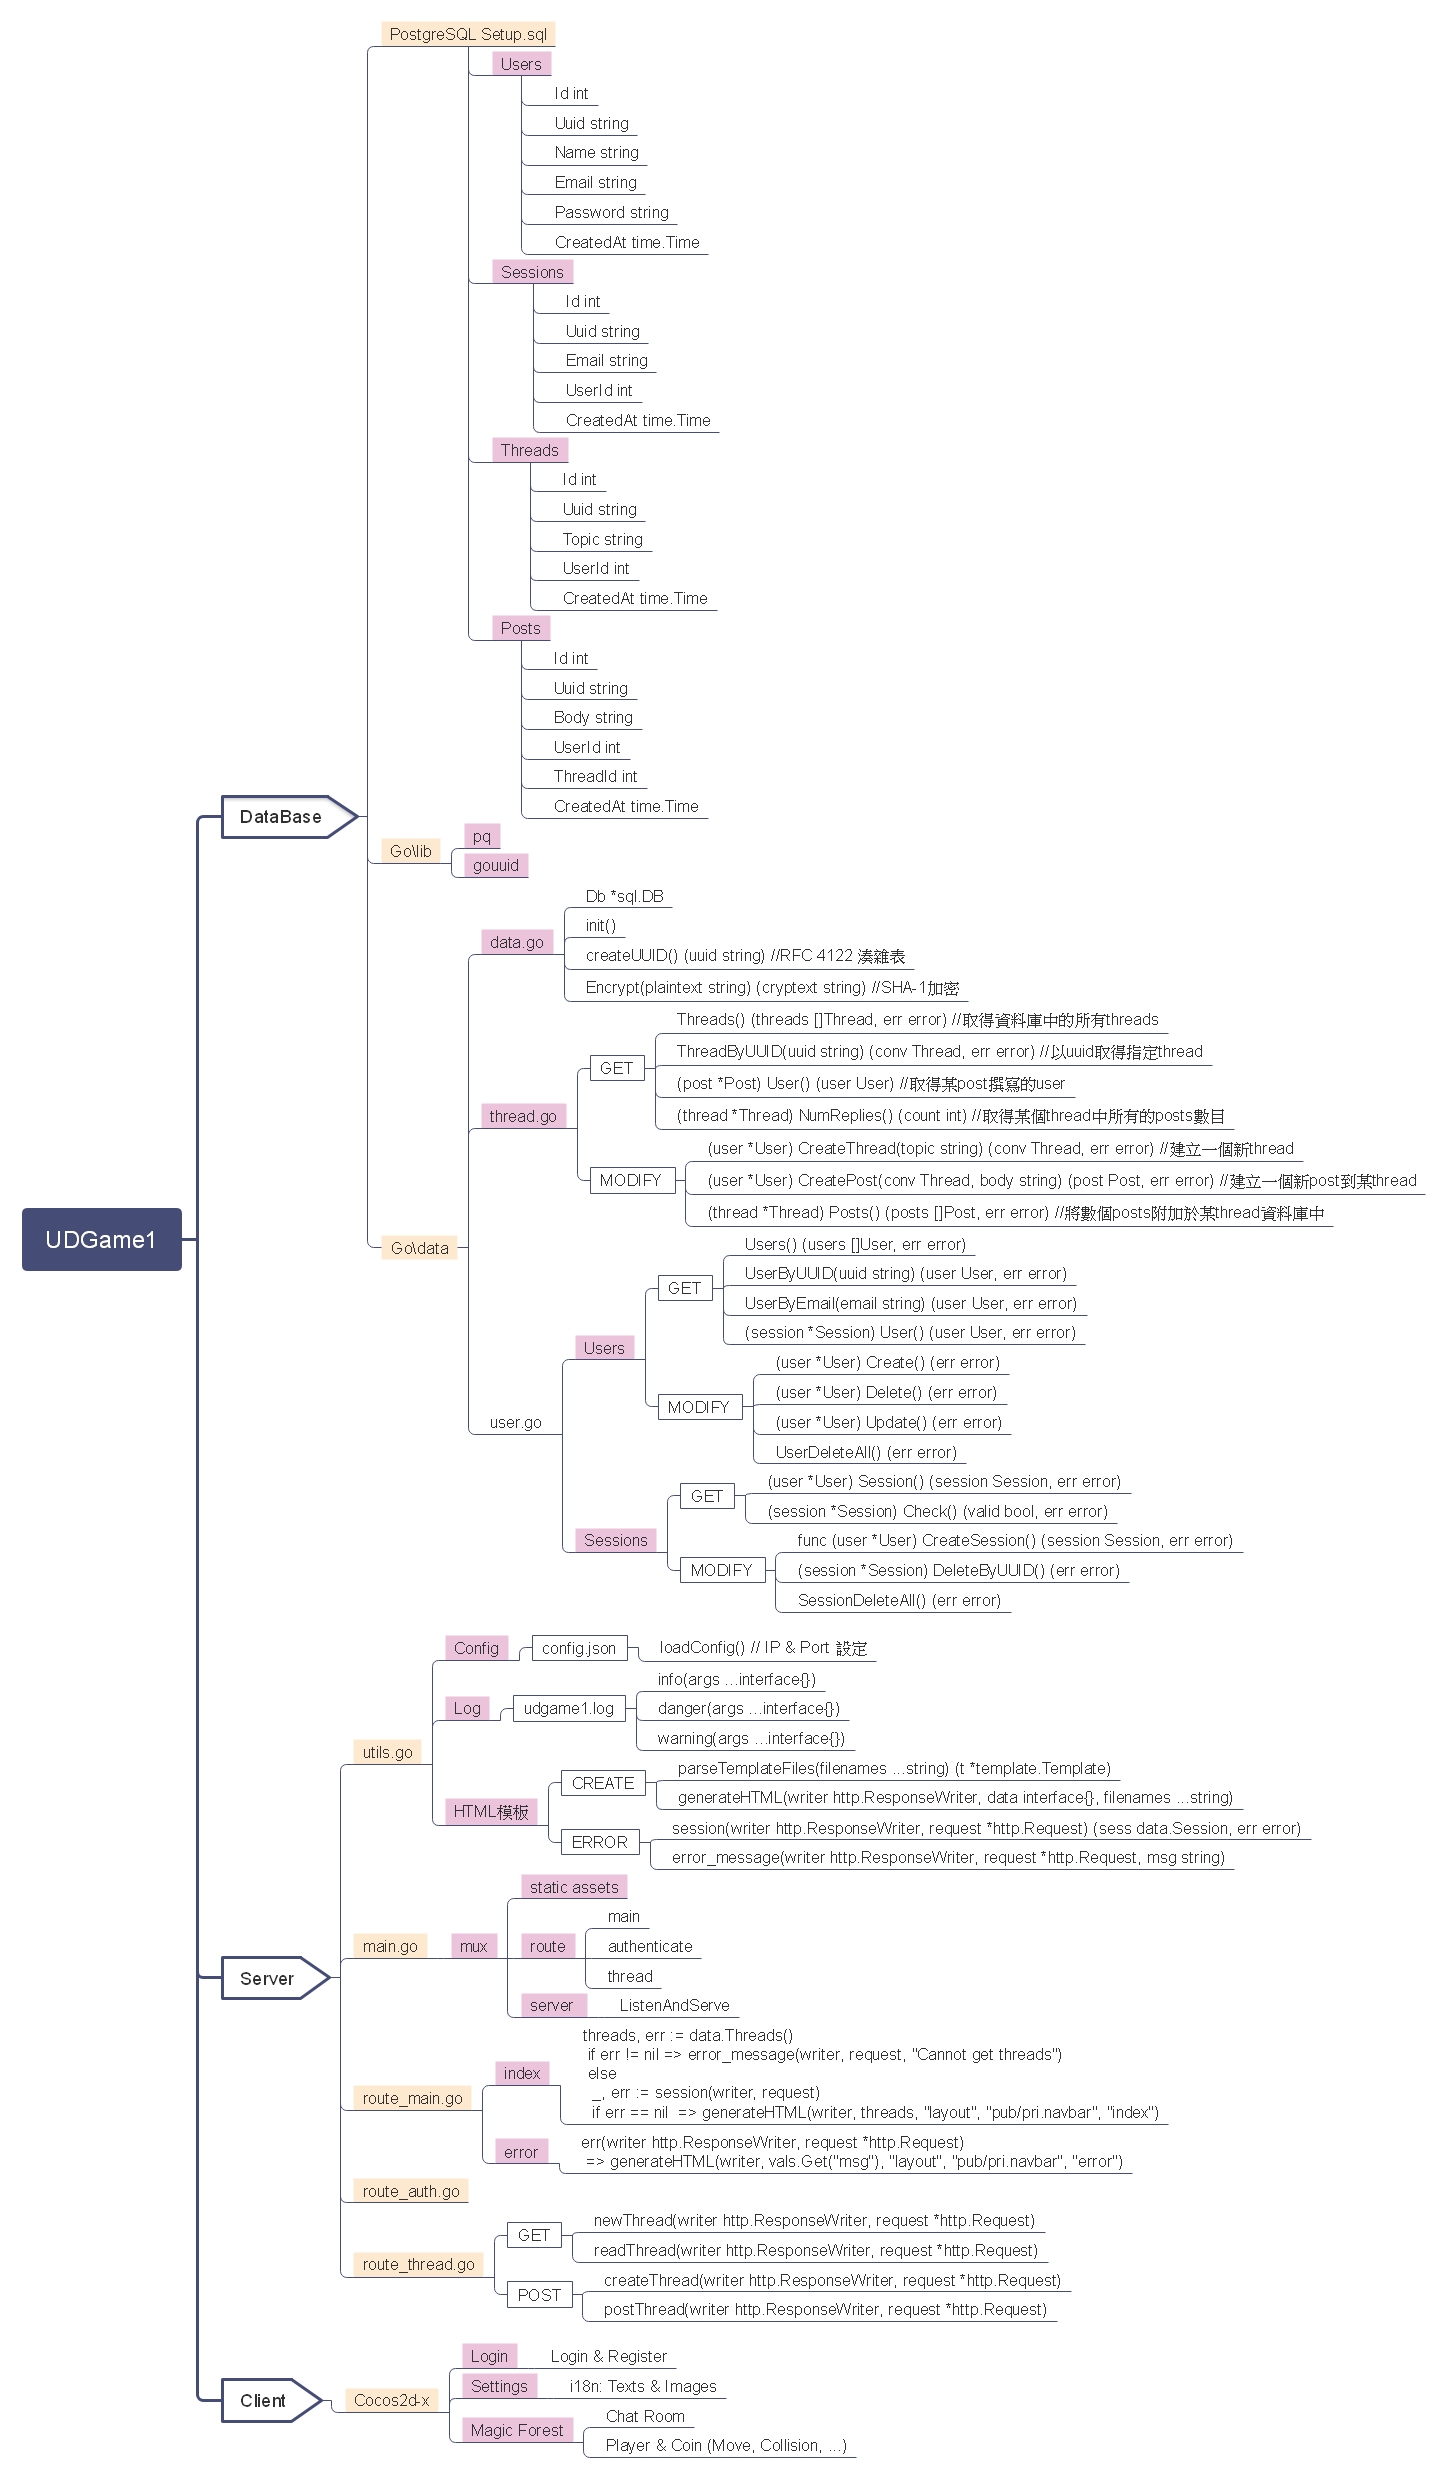 UDGame1
DataBase
PostgreSQL Setup.sql
Users
Id int
Uuid string
Name string
Email string
Password string
CreatedAt time.Time
Sessions
Id int
Uuid string
Email string
UserId int
CreatedAt time.Time
Threads
Id int
Uuid string
Topic string
UserId int
CreatedAt time.Time
Posts
Id int
Uuid string
Body string
UserId int
ThreadId int
CreatedAt time.Time
Go\lib
pq
gouuid
Go\data
data.go
Db *sql.DB
init()
createUUID() (uuid string) //RFC 4122 湊雜表
Encrypt(plaintext string) (cryptext string) //SHA-1加密
thread.go
GET
Threads() (threads []Thread, err error) //取得資料庫中的所有threads
ThreadByUUID(uuid string) (conv Thread, err error) //以uuid取得指定thread
(post *Post) User() (user User) //取得某post撰寫的user
(thread *Thread) NumReplies() (count int) //取得某個thread中所有的posts數目
MODIFY
(user *User) CreateThread(topic string) (conv Thread, err error) //建立一個新thread
(user *User) CreatePost(conv Thread, body string) (post Post, err error) //建立一個新post到某thread
(thread *Thread) Posts() (posts []Post, err error) //將數個posts附加於某thread資料庫中
user.go
Users
GET
Users() (users []User, err error)
UserByUUID(uuid string) (user User, err error)
UserByEmail(email string) (user User, err error)
(session *Session) User() (user User, err error)
MODIFY
(user *User) Create() (err error)
(user *User) Delete() (err error)
(user *User) Update() (err error)
UserDeleteAll() (err error)
Sessions
GET
(user *User) Session() (session Session, err error)
(session *Session) Check() (valid bool, err error)
MODIFY
func (user *User) CreateSession() (session Session, err error)
(session *Session) DeleteByUUID() (err error)
SessionDeleteAll() (err error)
Server
utils.go
Config
config.json
loadConfig() // IP & Port 設定
Log
udgame1.log
info(args ...interface{})
danger(args ...interface{})
warning(args ...interface{})
HTML模板
CREATE
parseTemplateFiles(filenames ...string) (t *template.Template)
generateHTML(writer http.ResponseWriter, data interface{}, filenames ...string)
ERROR
session(writer http.ResponseWriter, request *http.Request) (sess data.Session, err error)
error_message(writer http.ResponseWriter, request *http.Request, msg string)
main.go
mux
static assets
route
main
authenticate
thread
server
ListenAndServe
route_main.go
index
threads, err := data.Threads()
if err != nil => error_message(writer, request, "Cannot get threads")
else
_, err := session(writer, request)
if err == nil  => generateHTML(writer, threads, "layout", "pub/pri.navbar", "index")
error
err(writer http.ResponseWriter, request *http.Request)
=> generateHTML(writer, vals.Get("msg"), "layout", "pub/pri.navbar", "error")
route_auth.go
route_thread.go
GET
newThread(writer http.ResponseWriter, request *http.Request)
readThread(writer http.ResponseWriter, request *http.Request)
POST
createThread(writer http.ResponseWriter, request *http.Request)
postThread(writer http.ResponseWriter, request *http.Request)
Client
Cocos2d-x
Login
Login & Register
Settings
i18n: Texts & Images
Magic Forest
Chat Room
Player & Coin (Move, Collision, ...)